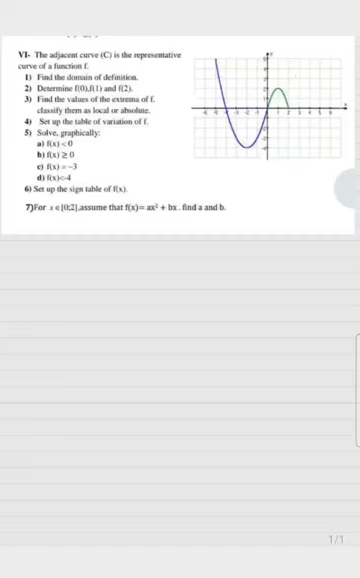 VI- The adjacent curve (C) is the representative
curve of a function f.
1) Find the domain of definition.
2) Determine f(0),f(1) and f(2).
3) Find the values of the extrema of f,
classify them as local or absolute.
4) Set up the table of variation of f.
5) Solve, graphically:
a) f(x) < 0
b) f(x) ≥ 0
c) f(x) = -3
d) f(x)<-4
6) Set up the sign table of f(x).
7)For x ∈ [0;2],assume that f(x)= ax² + bx . find a and b.
1/1